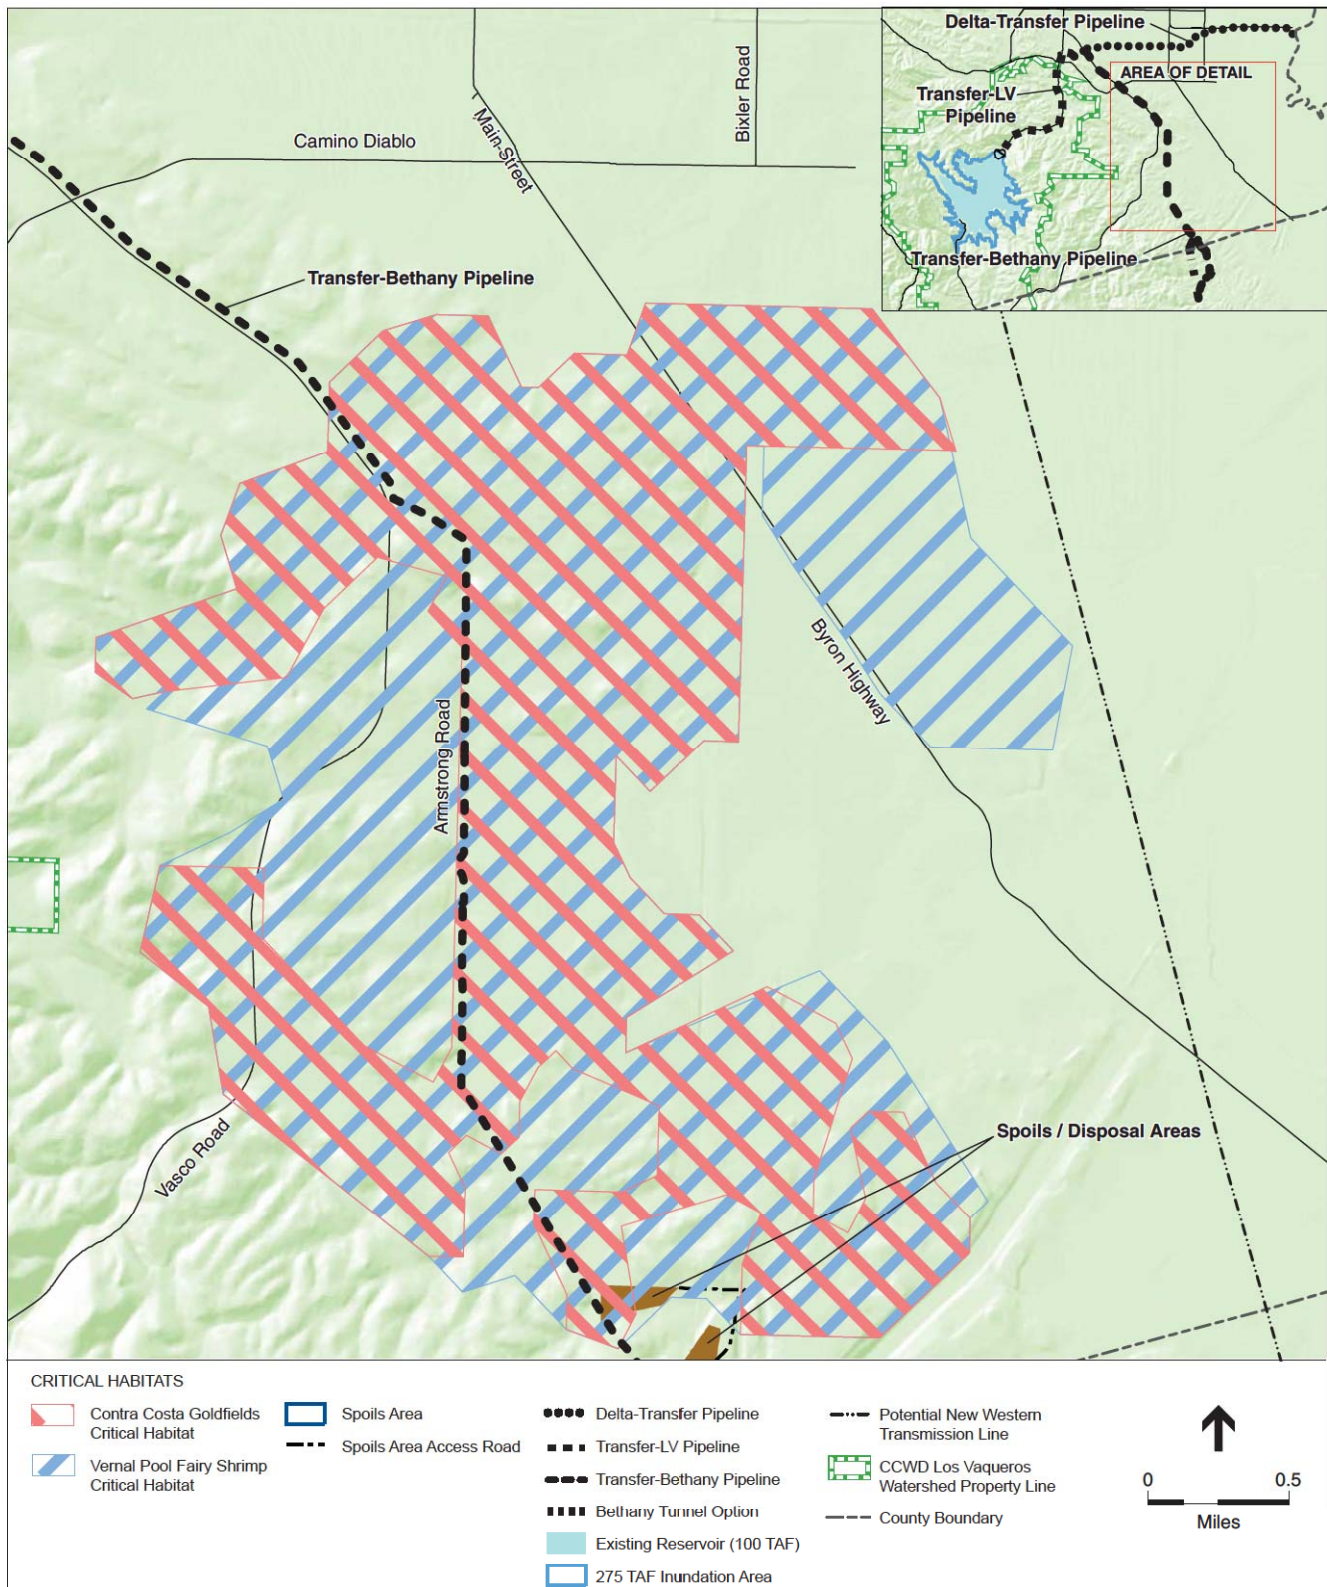 Delta-Transfer Pipeline
AREA OF DETAIL
Transfer-LV
Pipeline
Transfer-Bethany Pipeline
Bixler Road
Main Street
Camino Diablo
Transfer-Bethany Pipeline
Byron Highway
Armstrong Road
Spoils / Disposal Areas
Vasco Road
CRITICAL HABITATS
Contra Costa Goldfields
Critical Habitat
Vernal Pool Fairy Shrimp
Critical Habitat
Spoils Area
Spoils Area Access Road
Delta-Transfer Pipeline
Transfer-LV Pipeline
Transfer-Bethany Pipeline
Bethany Tunnel Option
Existing Reservoir (100 TAF)
275 TAF Inundation Area
Potential New Western
Transmission Line
CCWD Los Vaqueros
Watershed Property Line
County Boundary
0 0.5
Miles